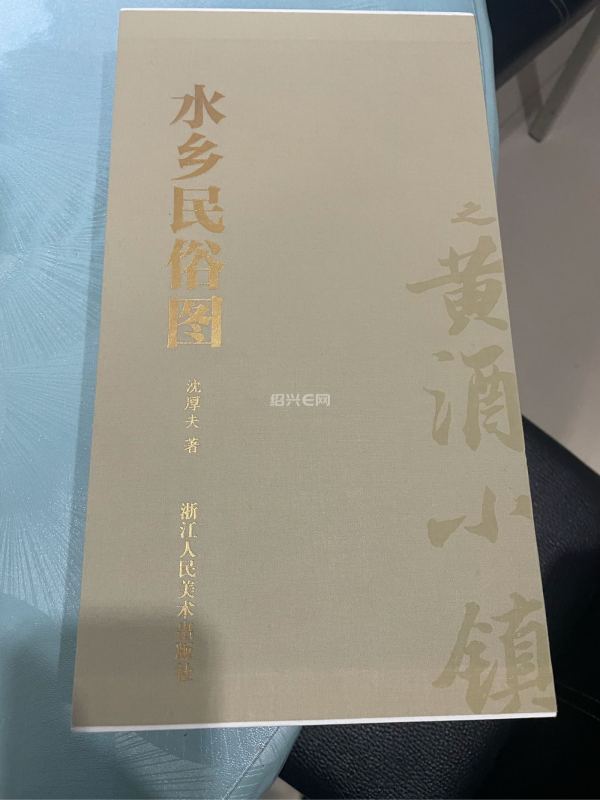 水乡民俗图
之黄酒小镇
沈厚夫 著
浙江人民美术出版社
绍兴E网